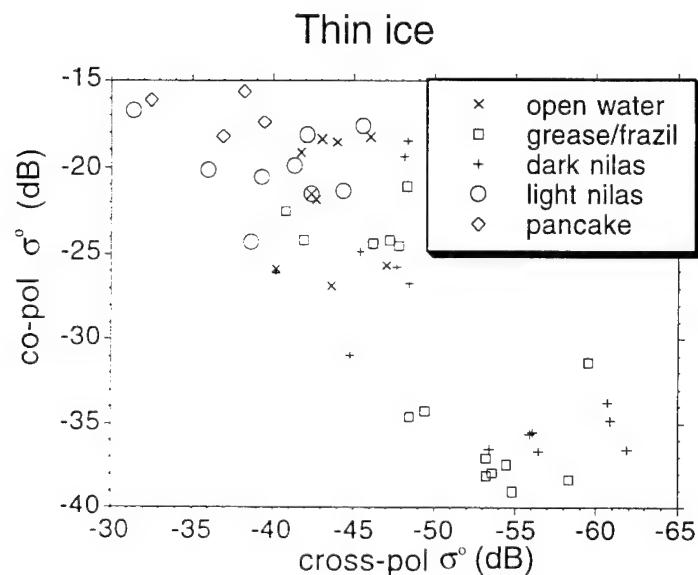 Thin ice
co-pol σ° (dB)
-15
-20
-25
-30
-35
-40
open water
grease/frazil
dark nilas
light nilas
pancake
-30 -35 -40 -45 -50 -55 -60 -65
cross-pol σ° (dB)